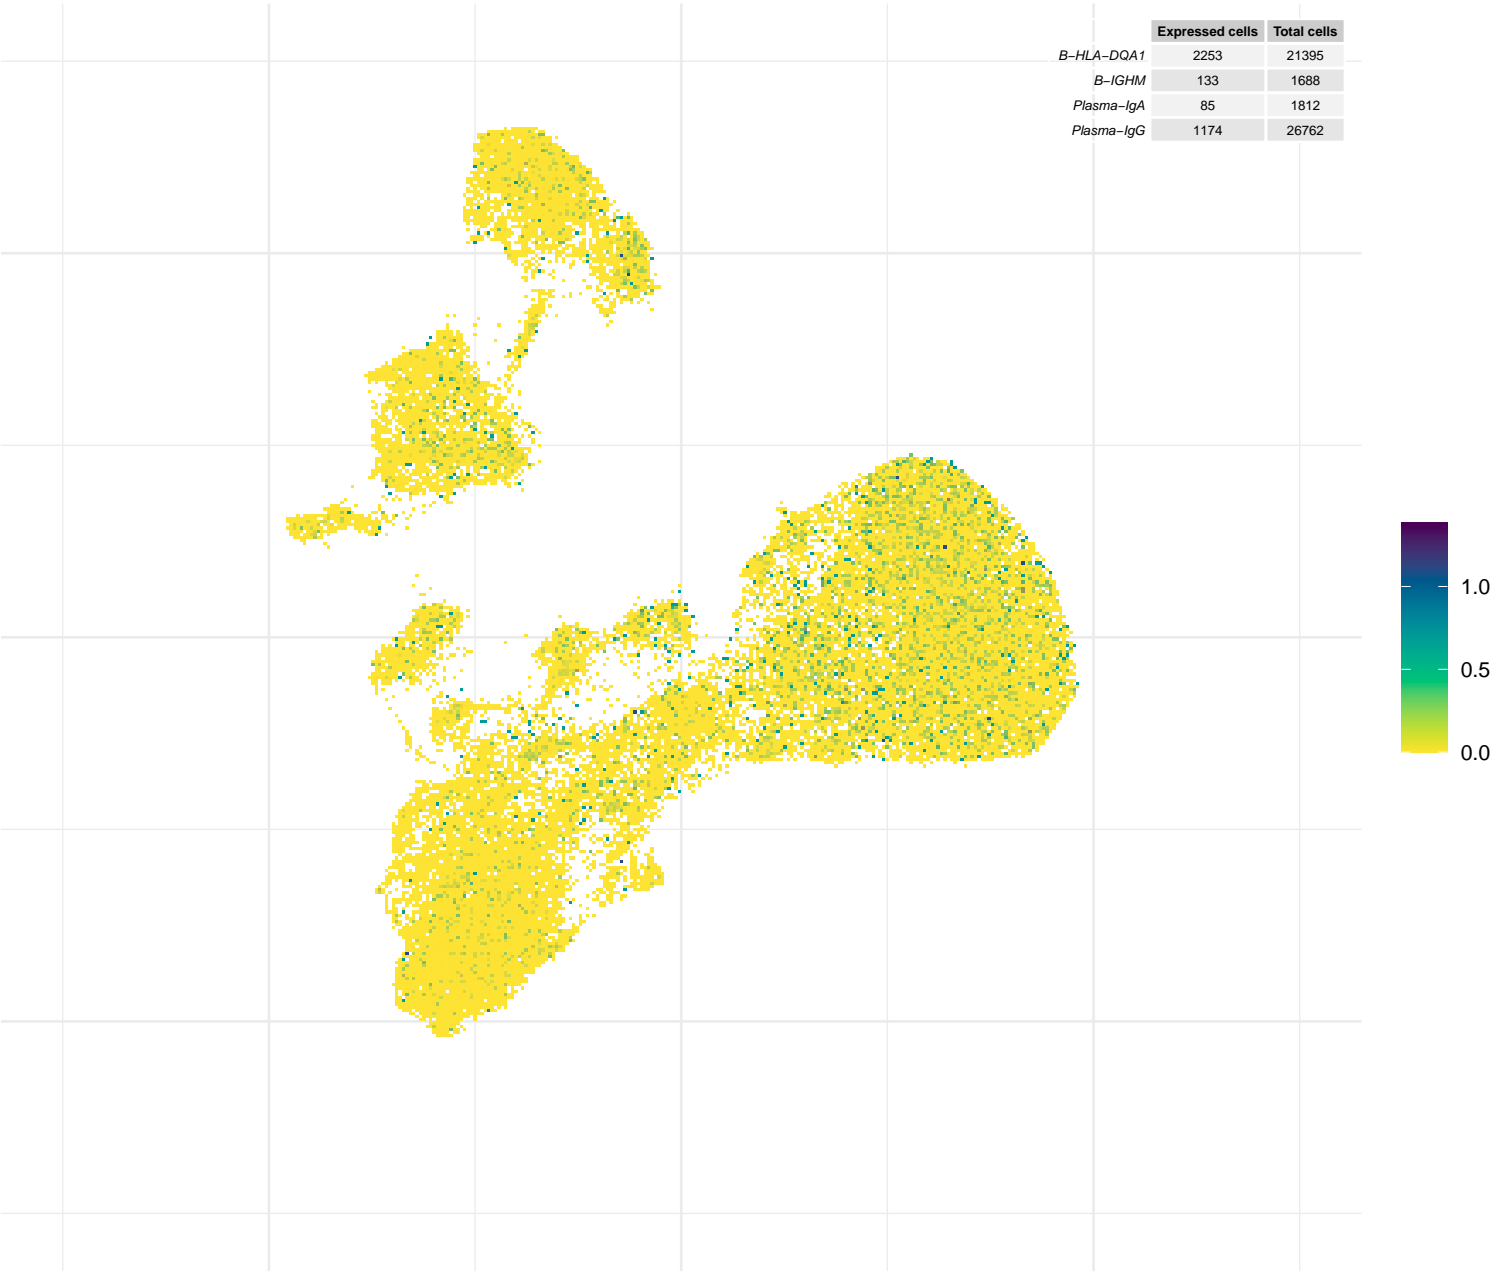 Expressed cells Total cells
B−HLA−DQA1 2253 21395
B−IGHM 133 1688
Plasma−IgA 85 1812
Plasma−IgG 1174 26762
1.0
0.5
0.0